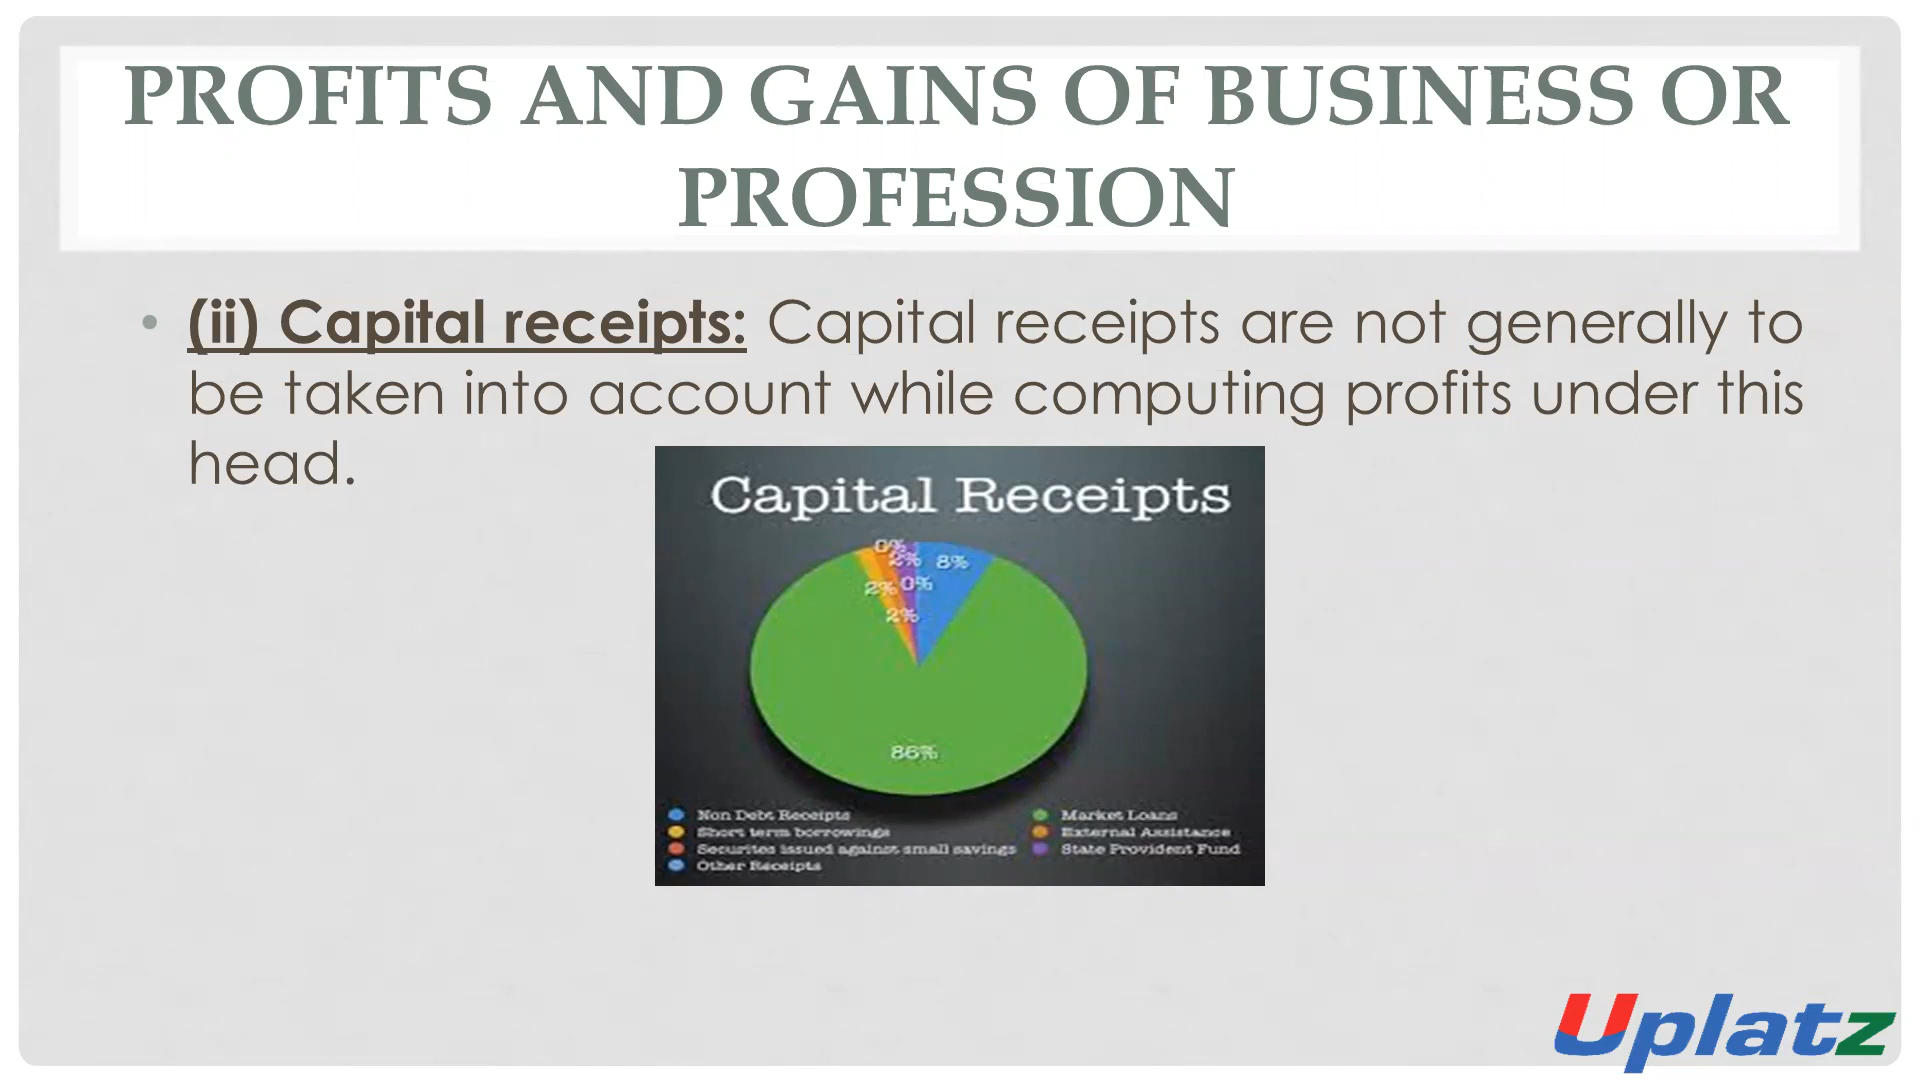 PROFITS AND GAINS OF BUSINESS OR
PROFESSION
• (ii) Capital receipts: Capital receipts are not generally to
be taken into account while computing profits under this
head.
Capital Receipts
0%
2%
8%
2%
0%
2%
86%
Non Debt Receipts
Market Loans
Short term borrowings
External Assistance
Securites issued against small savings
State Provident Fund
Other Receipts
Uplatz